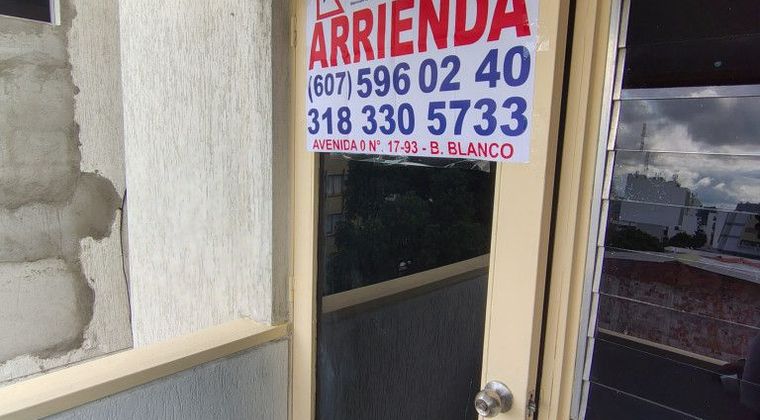 ARRIENDA
(607) 596 02 40
318 330 5733
AVENIDA 0 N°. 17-93 - B. BLANCO